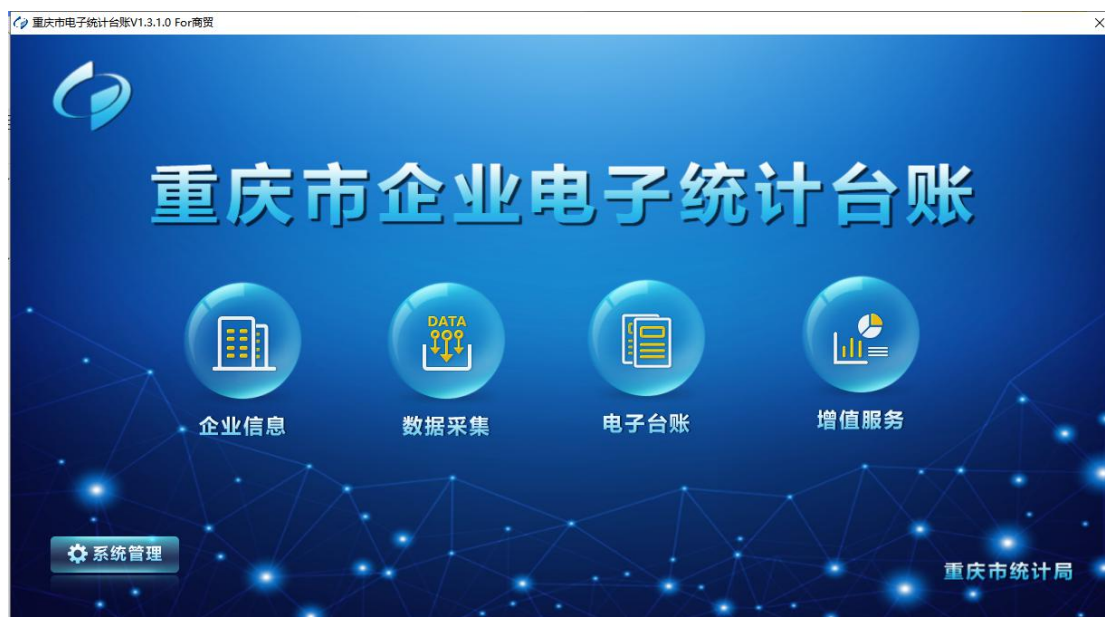 重庆市电子统计台账V1.3.1.0 For商贸
重庆市企业电子统计台账
DATA
企业信息
数据采集
电子台账
增值服务
系统管理
重庆市统计局